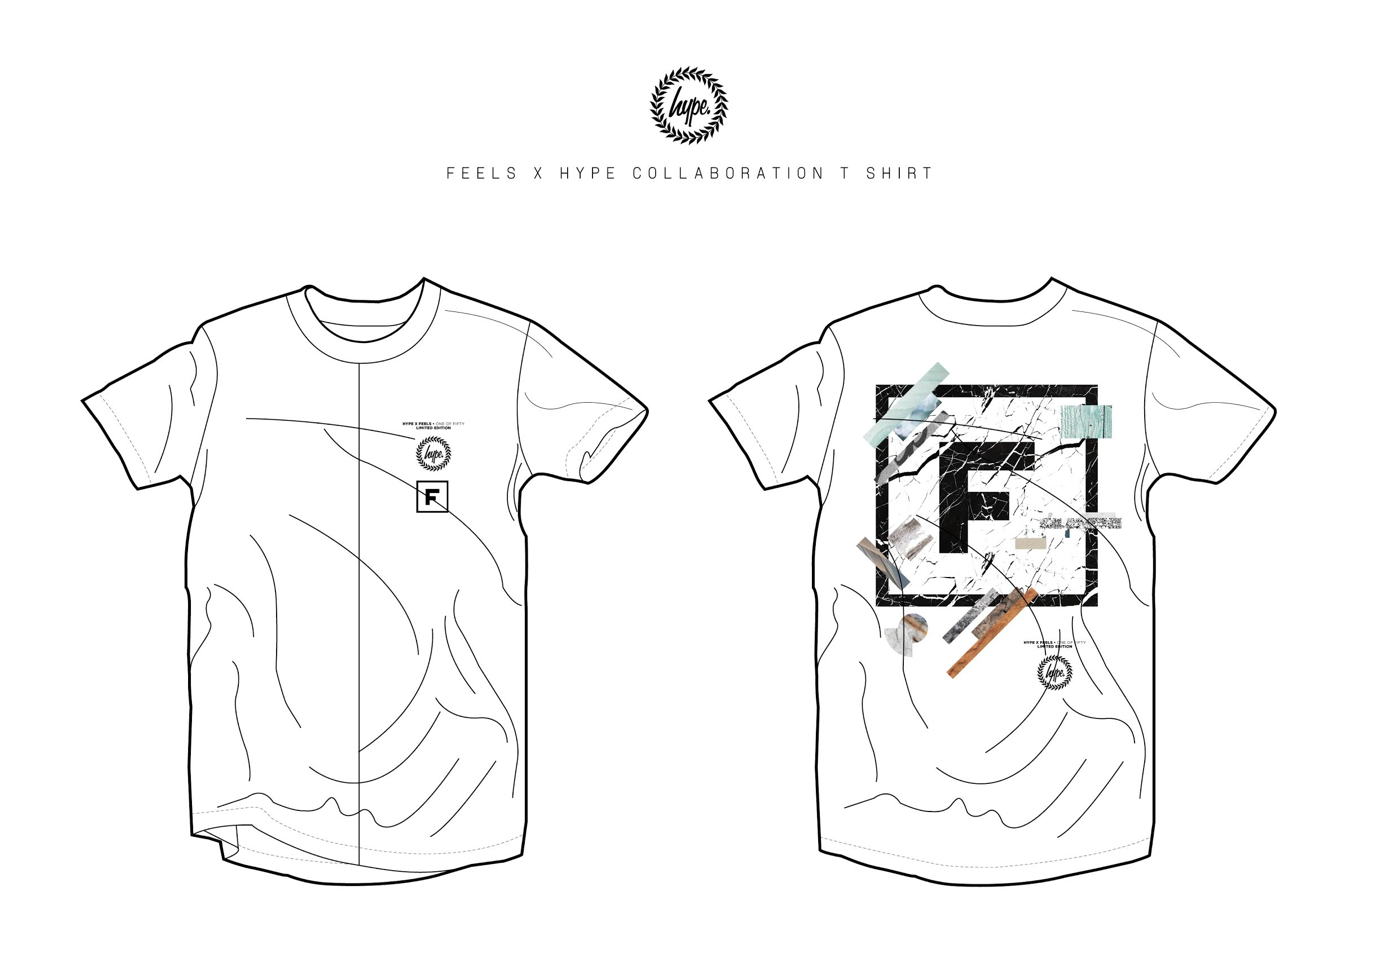 hype.
FEELS X HYPE COLLABORATION T SHIRT
HYPE X FEELS • ONE OF FIFTY
LIMITED EDITION
hype.
F
F
HYPE X FEELS • ONE OF FIFTY
LIMITED EDITION
hype.